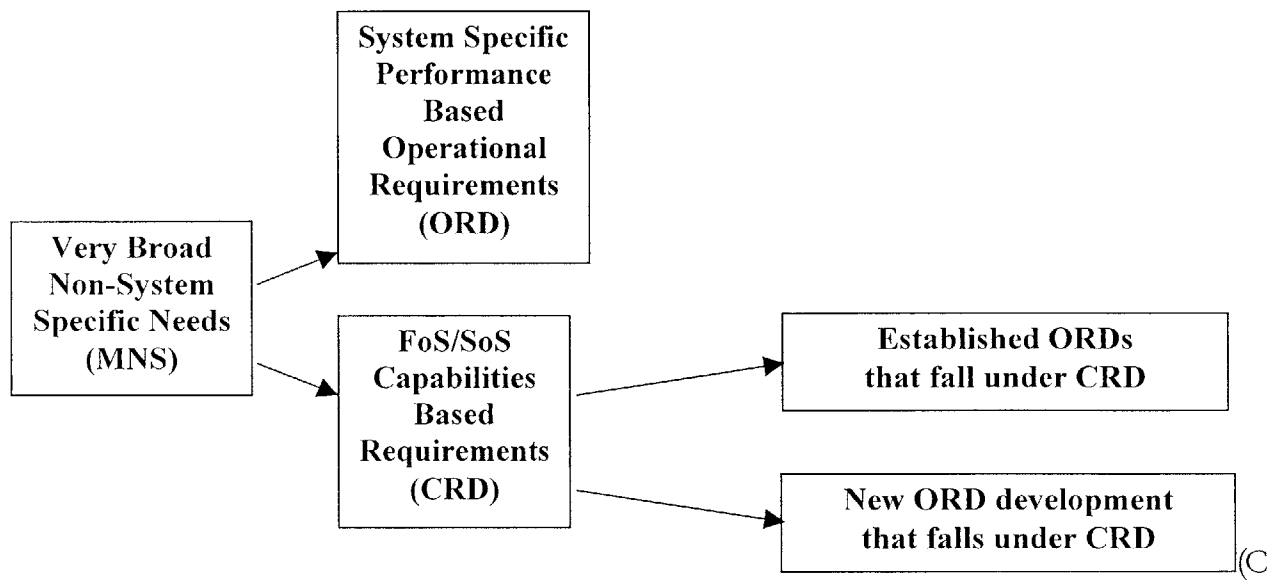 System Specific
Performance
Based
Operational
Requirements
(ORD)
Very Broad
Non-System
Specific Needs
(MNS)
FoS/SoS
Capabilities
Based
Requirements
(CRD)
Established ORDs
that fall under CRD
New ORD development
that falls under CRD
(C